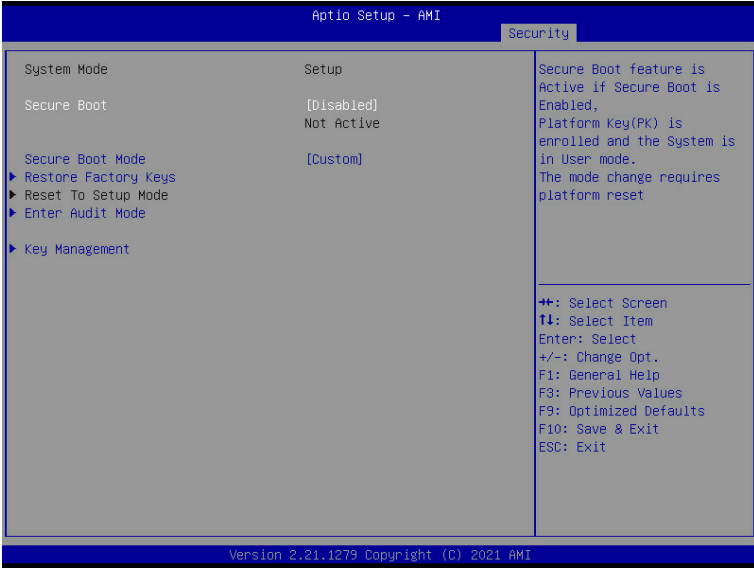 Aptio Setup – AMI
Security
System Mode Setup
Secure Boot [Disabled]
Not Active
Secure Boot Mode [Custom]
Restore Factory Keys
Reset To Setup Mode
Enter Audit Mode
Key Management
Secure Boot feature is
Active if Secure Boot is
Enabled,
Platform Key(PK) is
enrolled and the System is
in User mode.
The mode change requires
platform reset
→←: Select Screen
↑↓: Select Item
Enter: Select
+/-: Change Opt.
F1: General Help
F3: Previous Values
F9: Optimized Defaults
F10: Save & Exit
ESC: Exit
Version 2.21.1279 Copyright (C) 2021 AMI